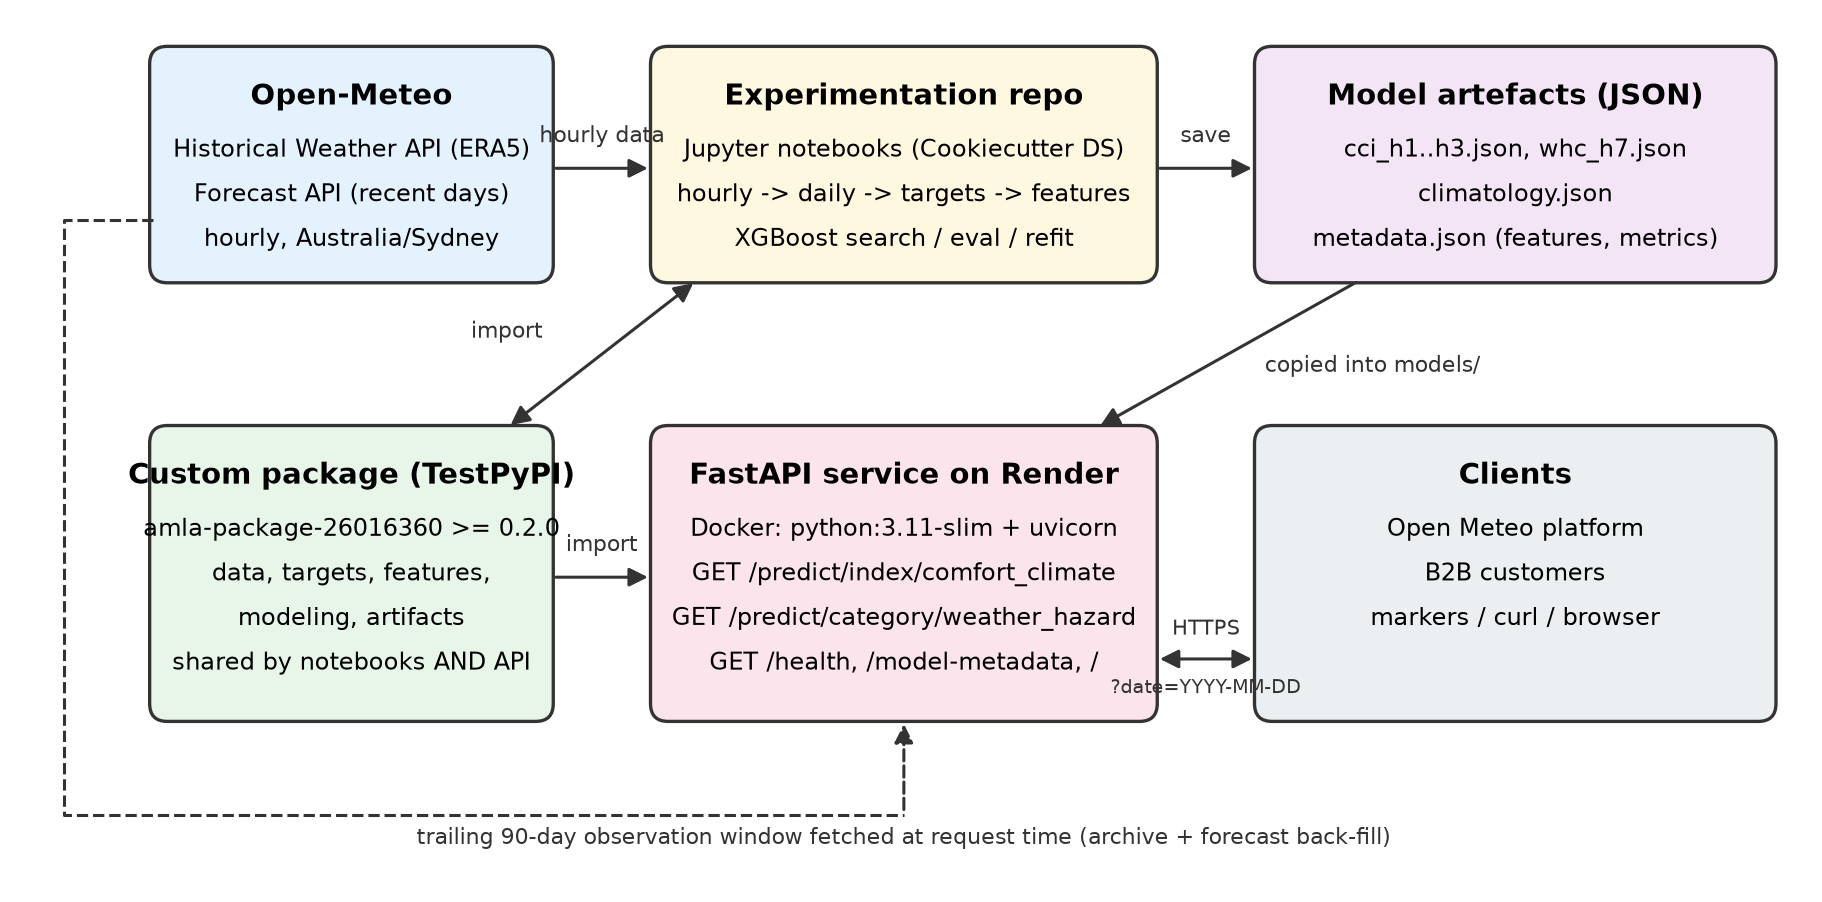 Open-Meteo
Historical Weather API (ERA5)
Forecast API (recent days)
hourly, Australia/Sydney
hourly data
Experimentation repo
Jupyter notebooks (Cookiecutter DS)
hourly -> daily -> targets -> features
XGBoost search / eval / refit
save
Model artefacts (JSON)
cci_h1..h3.json, whc_h7.json
climatology.json
metadata.json (features, metrics)
import
copied into models/
Custom package (TestPyPI)
amla-package-26016360 >= 0.2.0
data, targets, features,
modeling, artifacts
shared by notebooks AND API
import
FastAPI service on Render
Docker: python:3.11-slim + uvicorn
GET /predict/index/comfort_climate
GET /predict/category/weather_hazard
GET /health, /model-metadata, /
HTTPS
?date=YYYY-MM-DD
Clients
Open Meteo platform
B2B customers
markers / curl / browser
trailing 90-day observation window fetched at request time (archive + forecast back-fill)